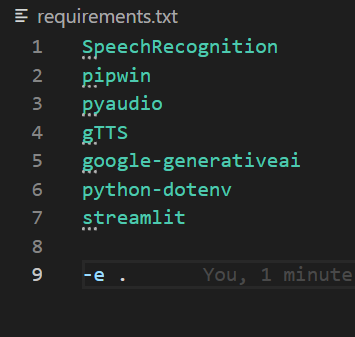 requirements.txt
1 SpeechRecognition
2 pipwin
3 pyaudio
4 gTTS
5 google-generativeai
6 python-dotenv
7 streamlit
8
9 -e . You, 1 minute